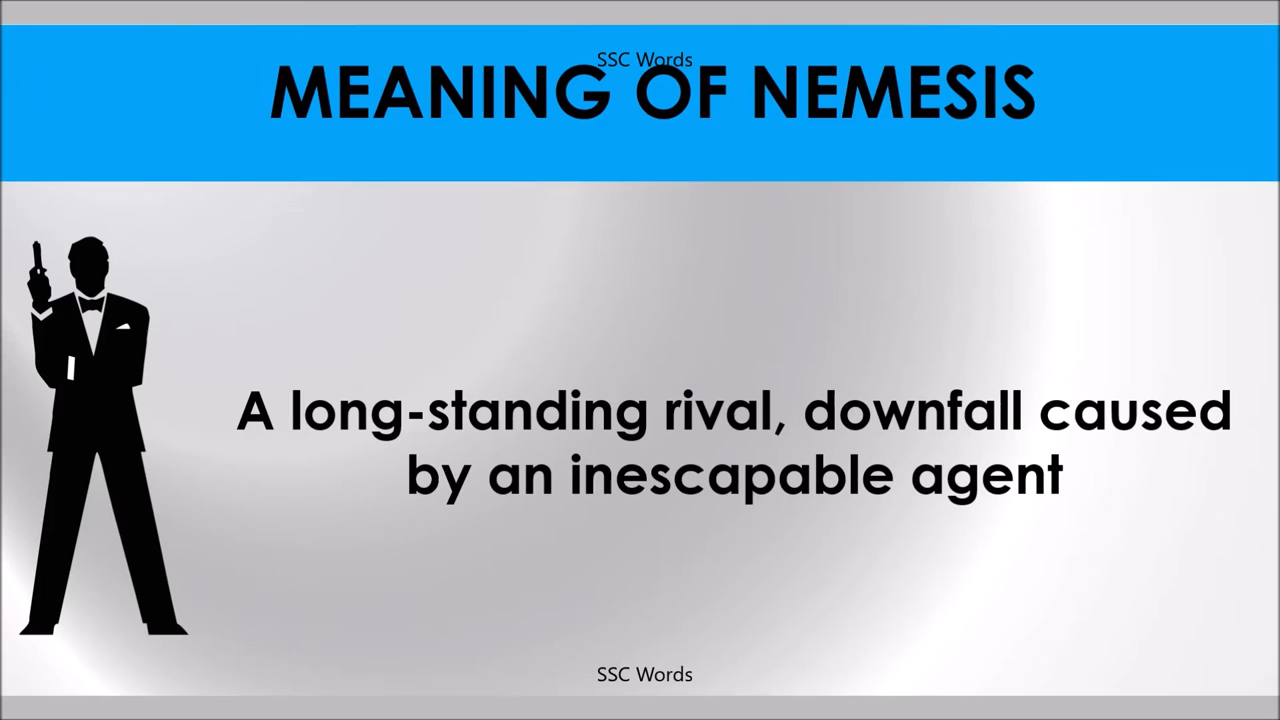 SSC Words
MEANING OF NEMESIS
A long-standing rival, downfall caused
by an inescapable agent
SSC Words